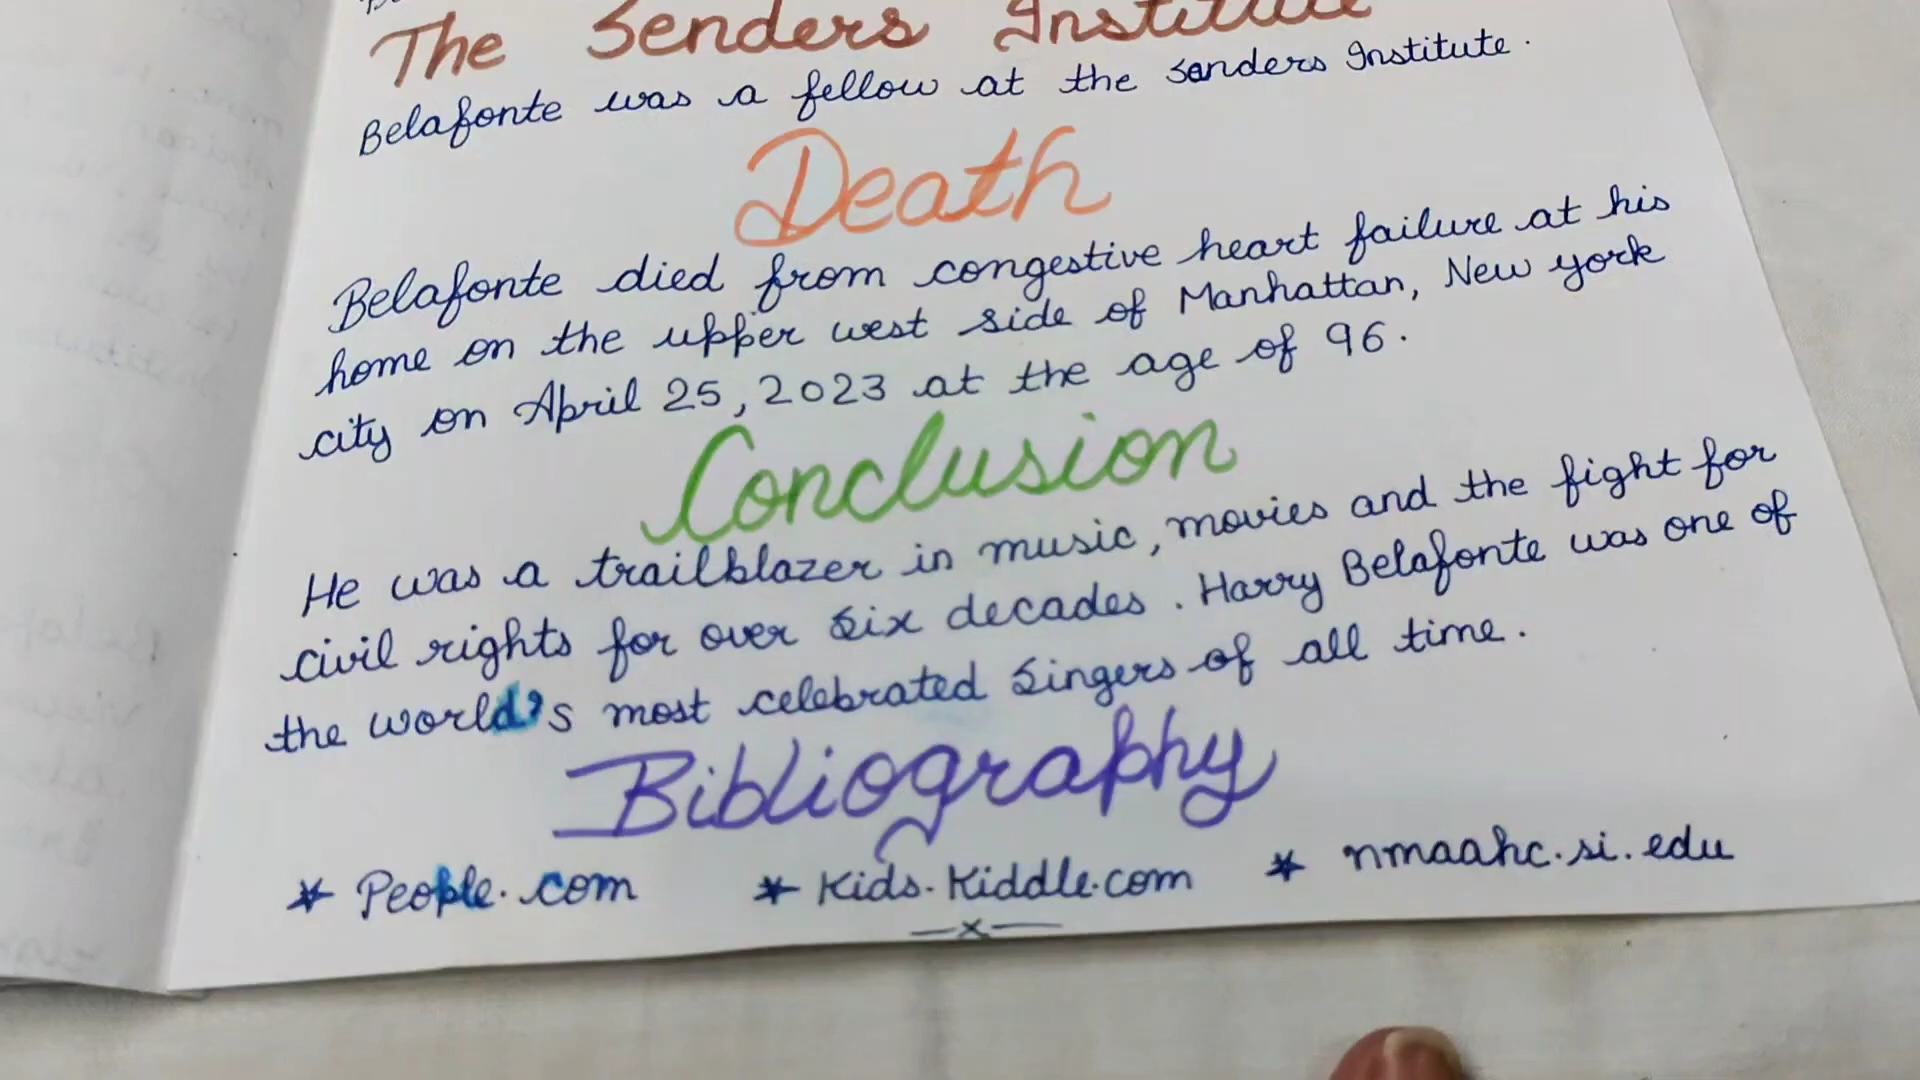 The Senders Institute
Belafonte was a fellow at the Sanders Institute.
Death
Belafonte died from congestive heart failure at his
home on the upper west side of Manhattan, New york
city on April 25, 2023 at the age of 96.
Conclusion
He was a trailblazer in music, movies and the fight for
civil rights for over six decades. Harry Belafonte was one of
the world's most celebrated singers of all time.
Bibliography
* People.com * Kids.Kiddle.com * nmaahc.si.edu
—x—